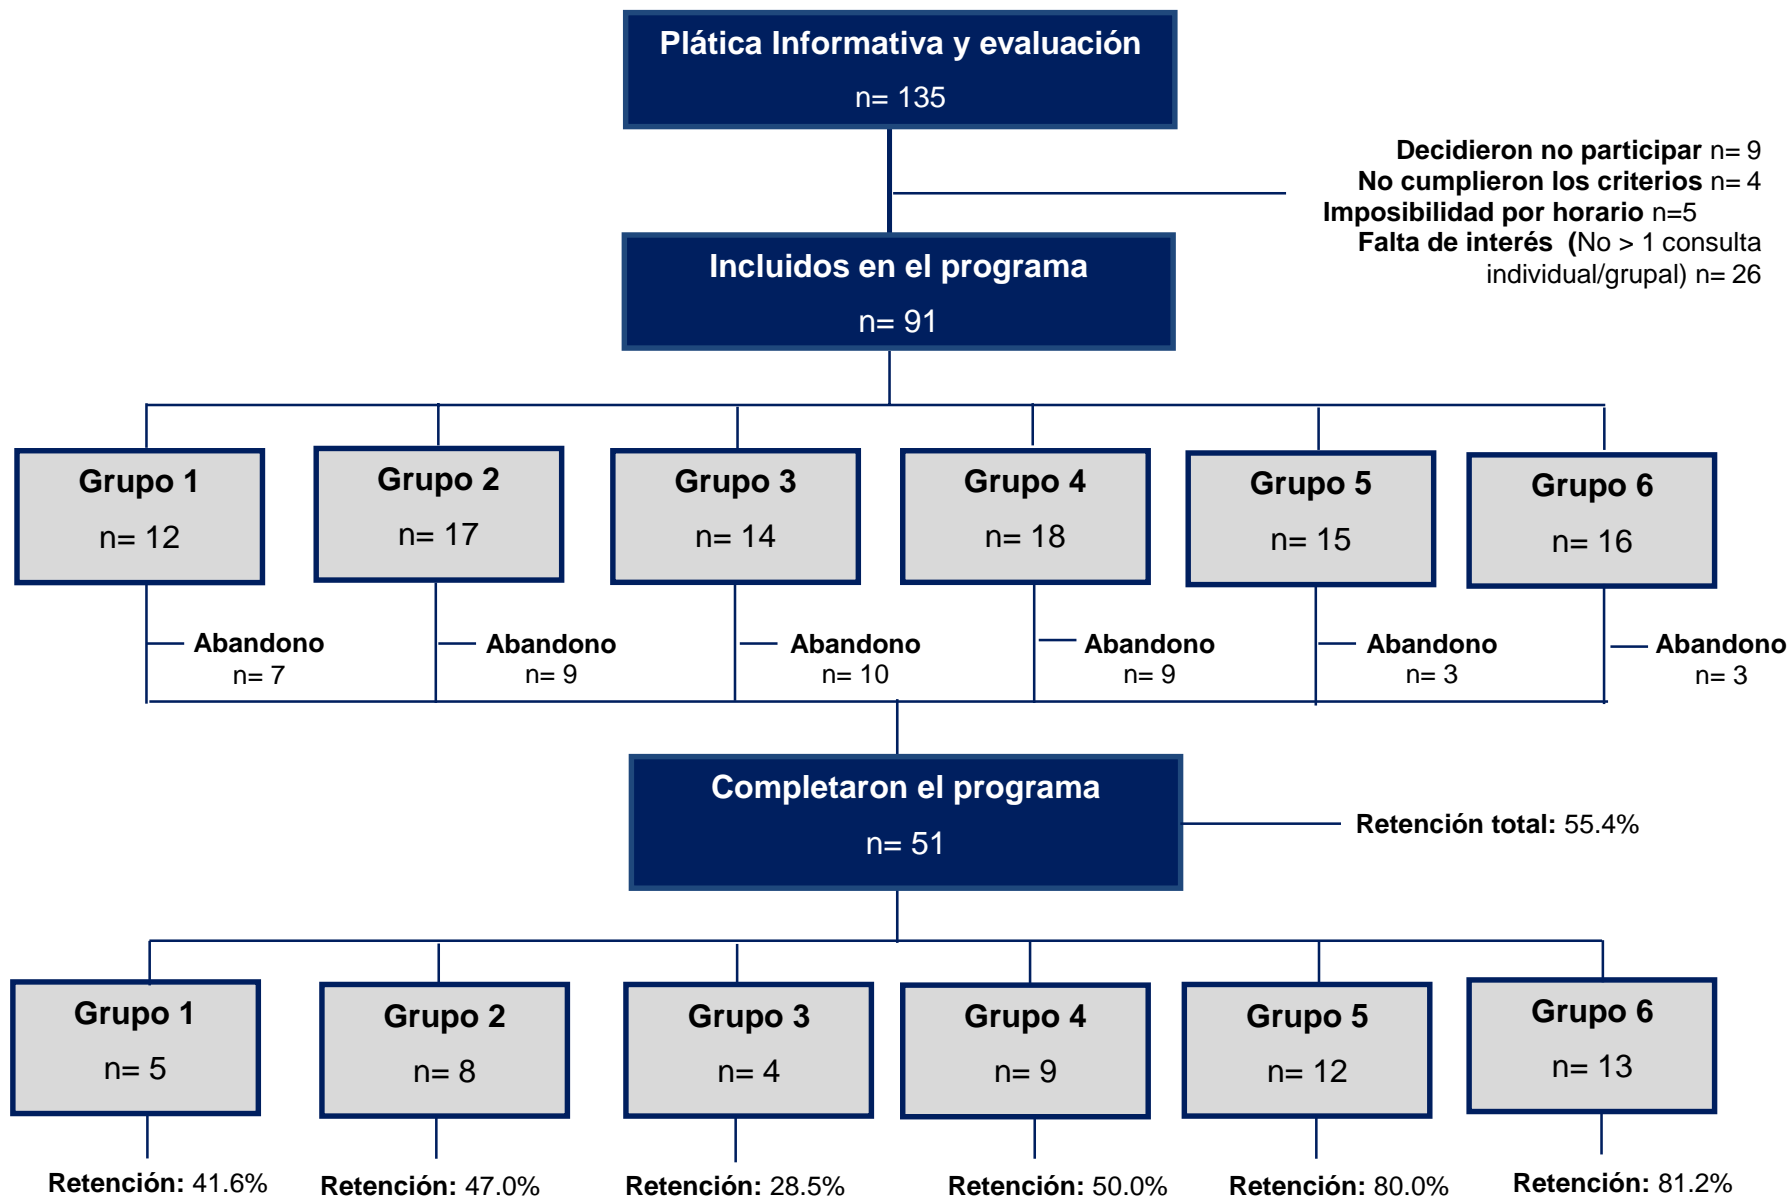 Plática Informativa y evaluación
n= 135
Decidieron no participar n= 9
No cumplieron los criterios n= 4
Imposibilidad por horario n=5
Falta de interés (No > 1 consulta
individual/grupal) n= 26
Incluidos en el programa
n= 91
Grupo 1
n= 12
Grupo 2
n= 17
Grupo 3
n= 14
Grupo 4
n= 18
Grupo 5
n= 15
Grupo 6
n= 16
Abandono
n= 7
Abandono
n= 9
Abandono
n= 10
Abandono
n= 9
Abandono
n= 3
Abandono
n= 3
Completaron el programa
n= 51
Retención total: 55.4%
Grupo 1
n= 5
Grupo 2
n= 8
Grupo 3
n= 4
Grupo 4
n= 9
Grupo 5
n= 12
Grupo 6
n= 13
Retención: 41.6%
Retención: 47.0%
Retención: 28.5%
Retención: 50.0%
Retención: 80.0%
Retención: 81.2%